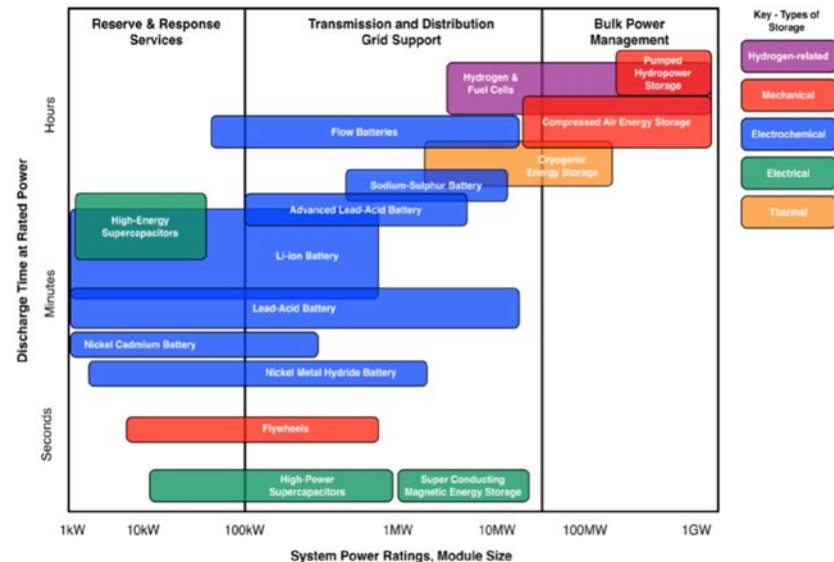 Reserve & Response
Services
Transmission and Distribution
Grid Support
Bulk Power
Management
Key - Types of
Storage
Hydrogen-related
Mechanical
Electrochemical
Electrical
Thermal
Discharge Time at Rated Power
Hours
Minutes
Seconds
Pumped
Hydropower
Storage
Hydrogen &
Fuel Cells
Compressed Air Energy Storage
Flow Batteries
Cryogenic
Energy Storage
Sodium-Sulphur Battery
Advanced Lead-Acid Battery
High-Energy
Supercapacitors
Li-ion Battery
Lead-Acid Battery
Nickel Cadmium Battery
Nickel Metal Hydride Battery
Flywheels
High-Power
Supercapacitors
Super Conducting
Magnetic Energy Storage
1kW
10kW
100kW
1MW
10MW
100MW
1GW
System Power Ratings, Module Size